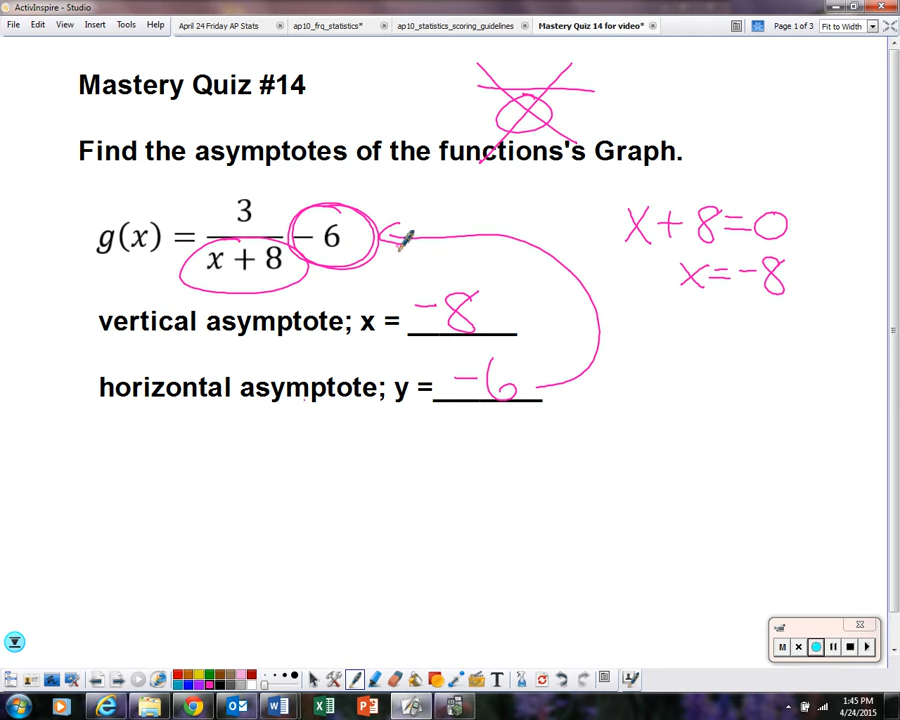 ActivInspire - Studio
File Edit View Insert Tools Help
April 24 Friday AP Stats
ap10_frq_statistics*
ap10_statistics_scoring_guidelines
Mastery Quiz 14 for video*
Page 1 of 3
Fit to Width
Mastery Quiz #14
Find the asymptotes of the functions's Graph.
g(x) = 3/(x + 8) − 6
x+8=0
x=-8
vertical asymptote; x = -8
horizontal asymptote; y = -6
M
T
1:45 PM
4/24/2015